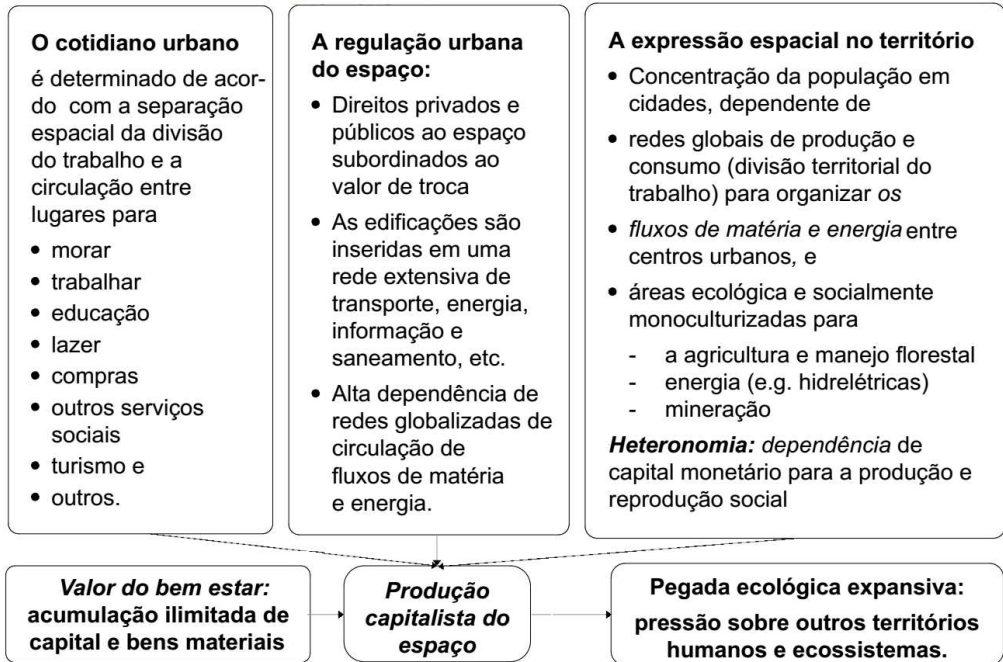 O cotidiano urbano
é determinado de acor-
do com a separação
espacial da divisão
do trabalho e a
circulação entre
lugares para
• morar
• trabalhar
• educação
• lazer
• compras
• outros serviços
sociais
• turismo e
• outros.
A regulação urbana
do espaço:
• Direitos privados e
públicos ao espaço
subordinados ao
valor de troca
• As edificações são
inseridas em uma
rede extensiva de
transporte, energia,
informação e
saneamento, etc.
• Alta dependência de
redes globalizadas de
circulação de
fluxos de matéria
e energia.
A expressão espacial no território
• Concentração da população em
cidades, dependente de
• redes globais de produção e
consumo (divisão territorial do
trabalho) para organizar os
• fluxos de matéria e energia entre
centros urbanos, e
• áreas ecológica e socialmente
monoculturizadas para
- a agricultura e manejo florestal
- energia (e.g. hidrelétricas)
- mineração
Heteronomia: dependência de
capital monetário para a produção e
reprodução social
Valor do bem estar:
acumulação ilimitada de
capital e bens materiais
Produção
capitalista do
espaço
Pegada ecológica expansiva:
pressão sobre outros territórios
humanos e ecossistemas.